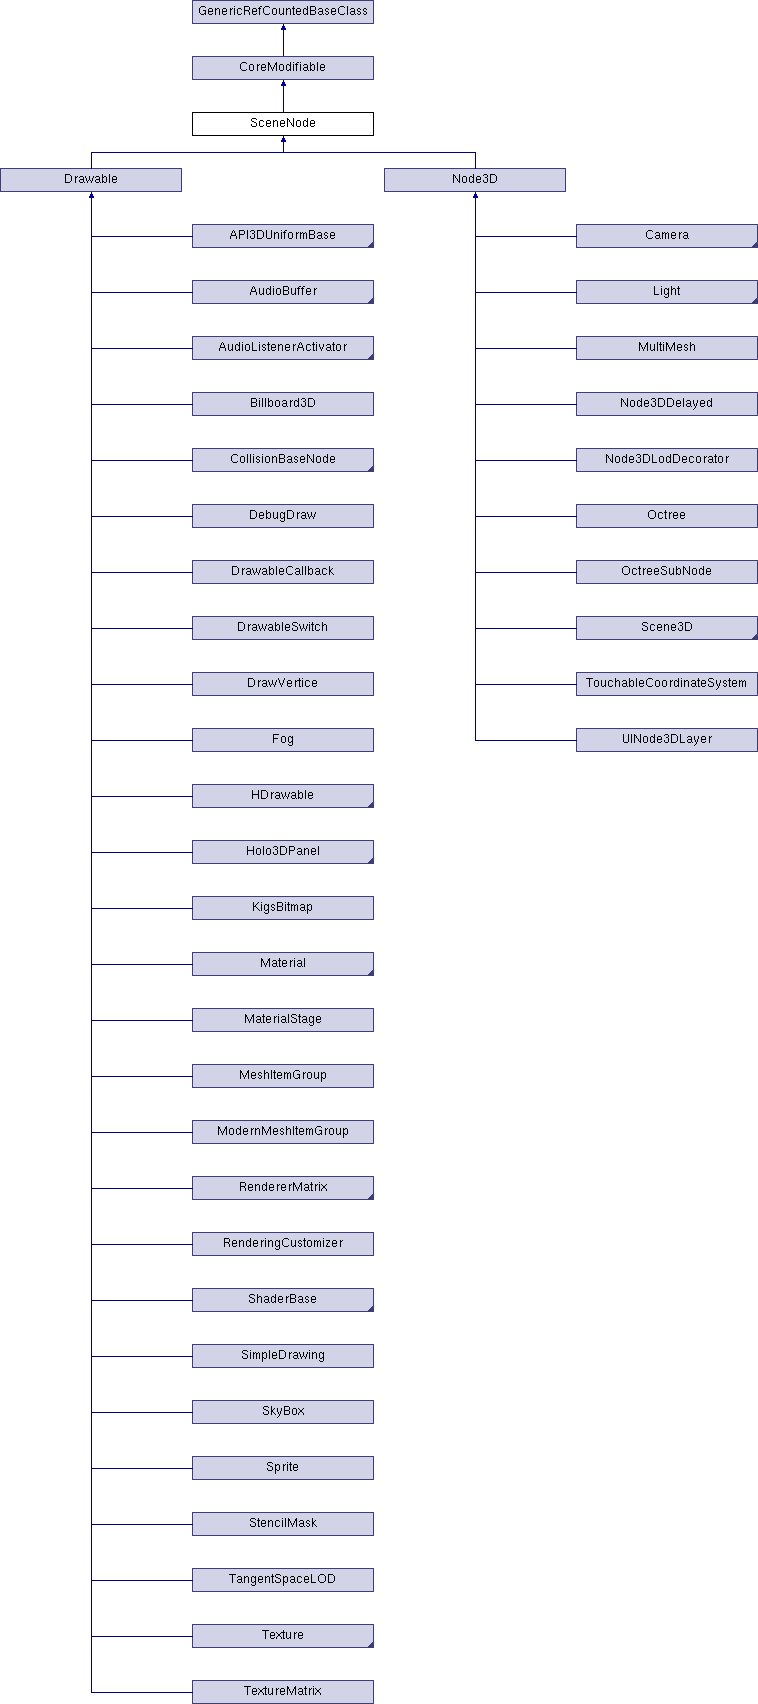 GenericRefCountedBaseClass
CoreModifiable
SceneNode
Drawable
Node3D
API3DUniformBase
Camera
AudioBuffer
Light
AudioListenerActivator
MultiMesh
Billboard3D
Node3DDelayed
CollisionBaseNode
Node3DLodDecorator
DebugDraw
Octree
DrawableCallback
OctreeSubNode
DrawableSwitch
Scene3D
DrawVertice
TouchableCoordinateSystem
Fog
UINode3DLayer
HDrawable
Holo3DPanel
KigsBitmap
Material
MaterialStage
MeshItemGroup
ModernMeshItemGroup
RendererMatrix
RenderingCustomizer
ShaderBase
SimpleDrawing
SkyBox
Sprite
StencilMask
TangentSpaceLOD
Texture
TextureMatrix